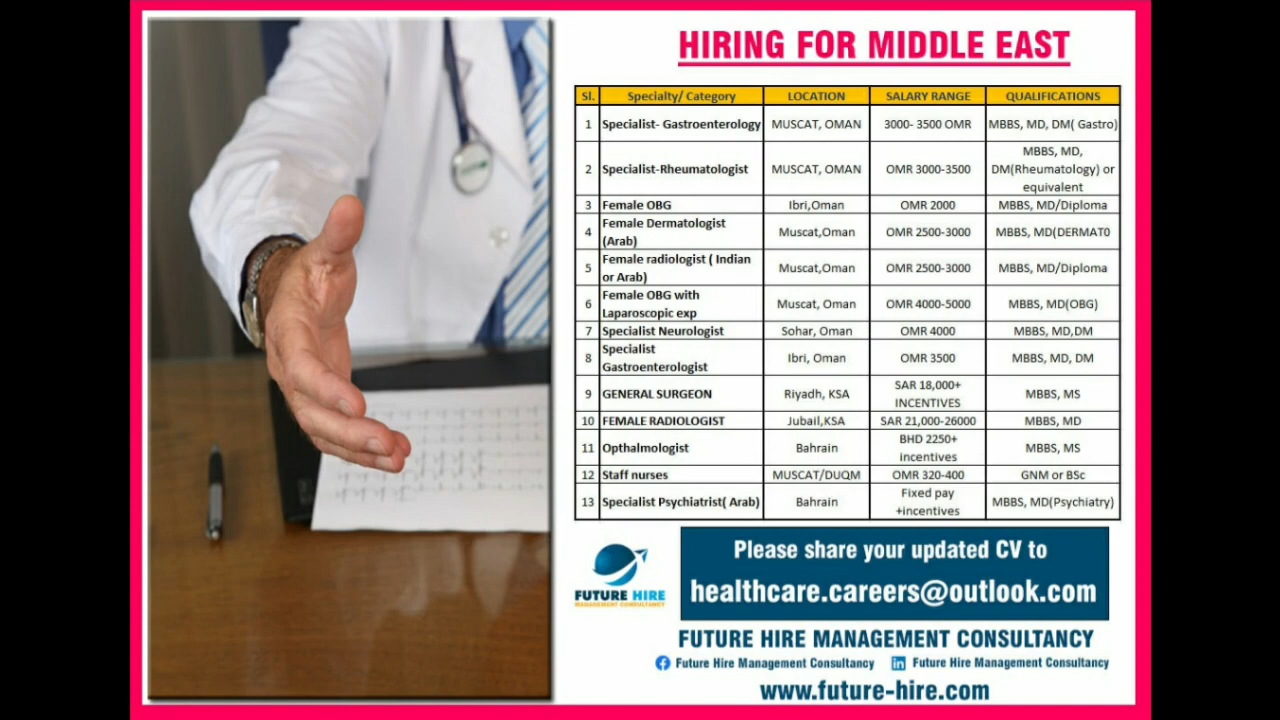 HIRING FOR MIDDLE EAST
Sl. Specialty/ Category LOCATION SALARY RANGE QUALIFICATIONS
1 Specialist- Gastroenterology MUSCAT, OMAN 3000- 3500 OMR MBBS, MD, DM( Gastro)
2 Specialist-Rheumatologist MUSCAT, OMAN OMR 3000-3500 MBBS, MD,
DM(Rheumatology) or
equivalent
3 Female OBG Ibri,Oman OMR 2000 MBBS, MD/Diploma
4 Female Dermatologist
(Arab) Muscat,Oman OMR 2500-3000 MBBS, MD(DERMAT0
5 Female radiologist ( Indian
or Arab) Muscat,Oman OMR 2500-3000 MBBS, MD/Diploma
6 Female OBG with
Laparoscopic exp Muscat, Oman OMR 4000-5000 MBBS, MD(OBG)
7 Specialist Neurologist Sohar, Oman OMR 4000 MBBS, MD,DM
8 Specialist
Gastroenterologist Ibri, Oman OMR 3500 MBBS, MD, DM
9 GENERAL SURGEON Riyadh, KSA SAR 18,000+
INCENTIVES MBBS, MS
10 FEMALE RADIOLOGIST Jubail,KSA SAR 21,000-26000 MBBS, MD
11 Opthalmologist Bahrain BHD 2250+
incentives MBBS, MS
12 Staff nurses MUSCAT/DUQM OMR 320-400 GNM or BSc
13 Specialist Psychiatrist( Arab) Bahrain Fixed pay
+incentives MBBS, MD(Psychiatry)
Please share your updated CV to
healthcare.careers@outlook.com
FUTURE HIRE
MANAGEMENT CONSULTANCY
FUTURE HIRE MANAGEMENT CONSULTANCY
Future Hire Management Consultancy in Future Hire Management Consultancy
www.future-hire.com